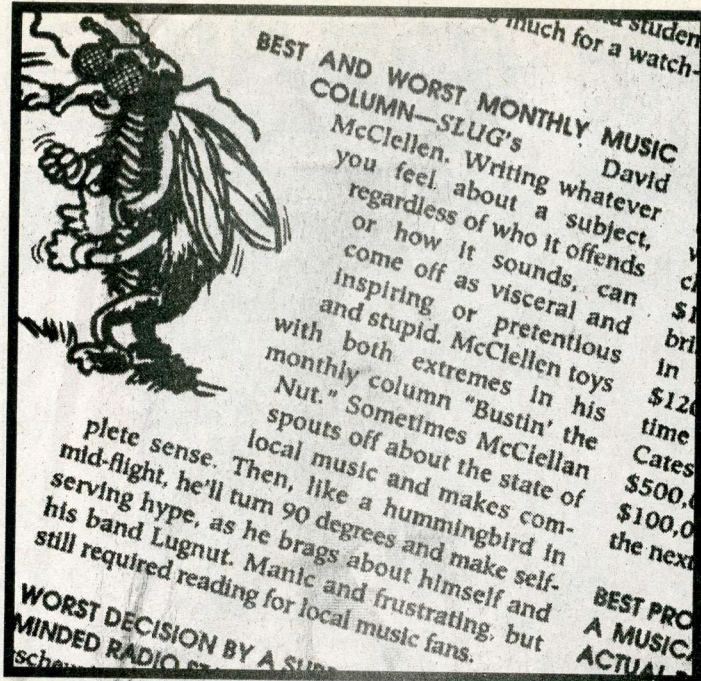 student
much for a watch-
BEST AND WORST MONTHLY MUSIC
COLUMN—SLUG's David
McClellen. Writing whatever
you feel about a subject,
regardless of who it offends
or how it sounds, can
come off as visceral and
inspiring or pretentious
and stupid. McClellen toys
with both extremes in his
monthly column "Bustin' the
Nut." Sometimes McClellan
spouts off about the state of
local music and makes com-
plete sense. Then, like a hummingbird in
mid-flight, he'll turn 90 degrees and make self-
serving hype, as he brags about himself and
his band Lugnut. Manic and frustrating, but
still required reading for local music fans.
WORST DECISION BY A
MINDED RADIO
in
time
Cates
$500,
$100,0
the next
BEST PRO
A MUSICA
ACTUAL